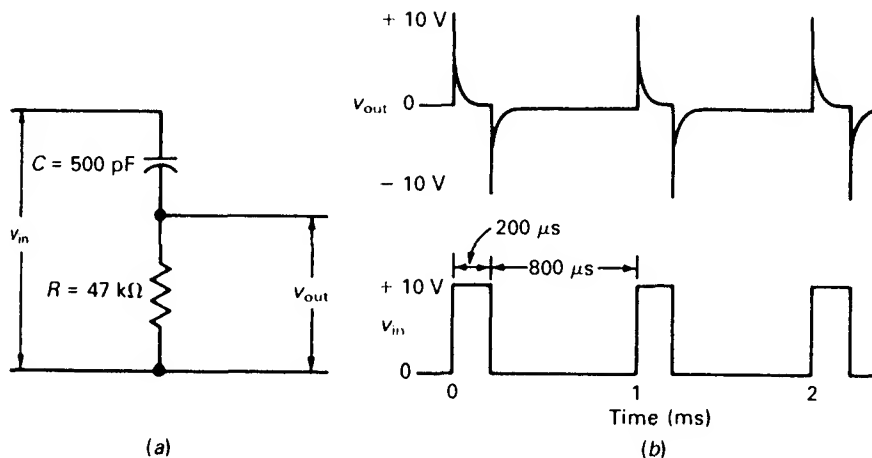 C = 500 pF
v_in
R = 47 kΩ
v_out
(a)
+ 10 V
v_out 0
− 10 V
200 μs
800 μs
+ 10 V
v_in
0
0 1 2
Time (ms)
(b)